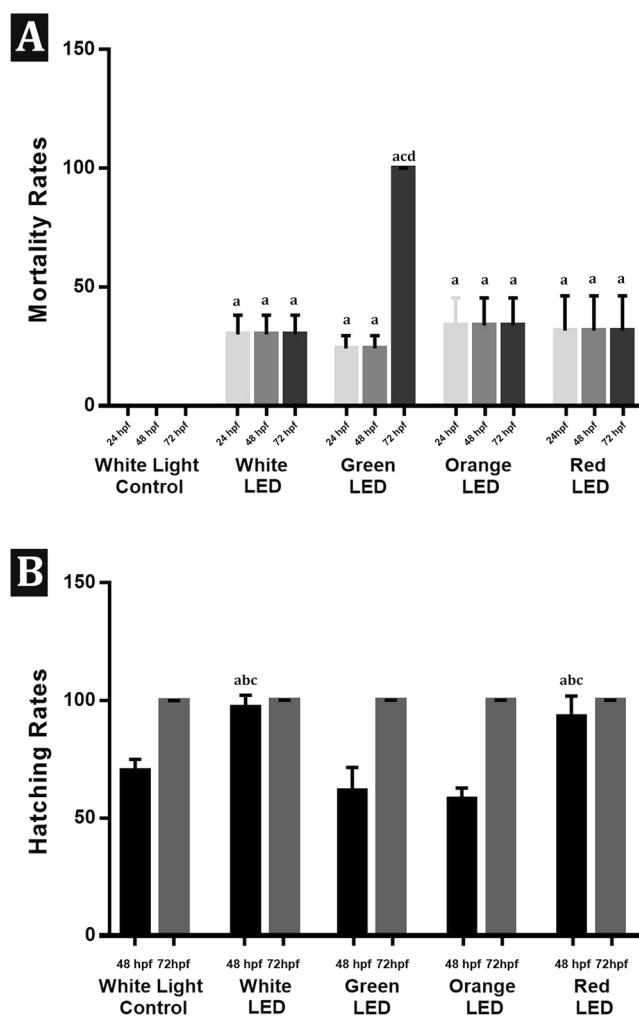 A
150
100
50
0
Mortality Rates
a a a
a a
acd
a a a
a a a
24 hpf 48 hpf 72 hpf 24 hpf 48 hpf 72 hpf 24 hpf 48 hpf 72 hpf 24 hpf 48 hpf 72 hpf 24hpf 48 hpf 72 hpf
White Light White Green Orange Red
Control LED LED LED LED
B
150
100
50
0
Hatching Rates
abc
abc
48 hpf 72hpf 48 hpf 72hpf 48 hpf 72hpf 48 hpf 72hpf 48 hpf 72hpf
White Light White Green Orange Red
Control LED LED LED LED